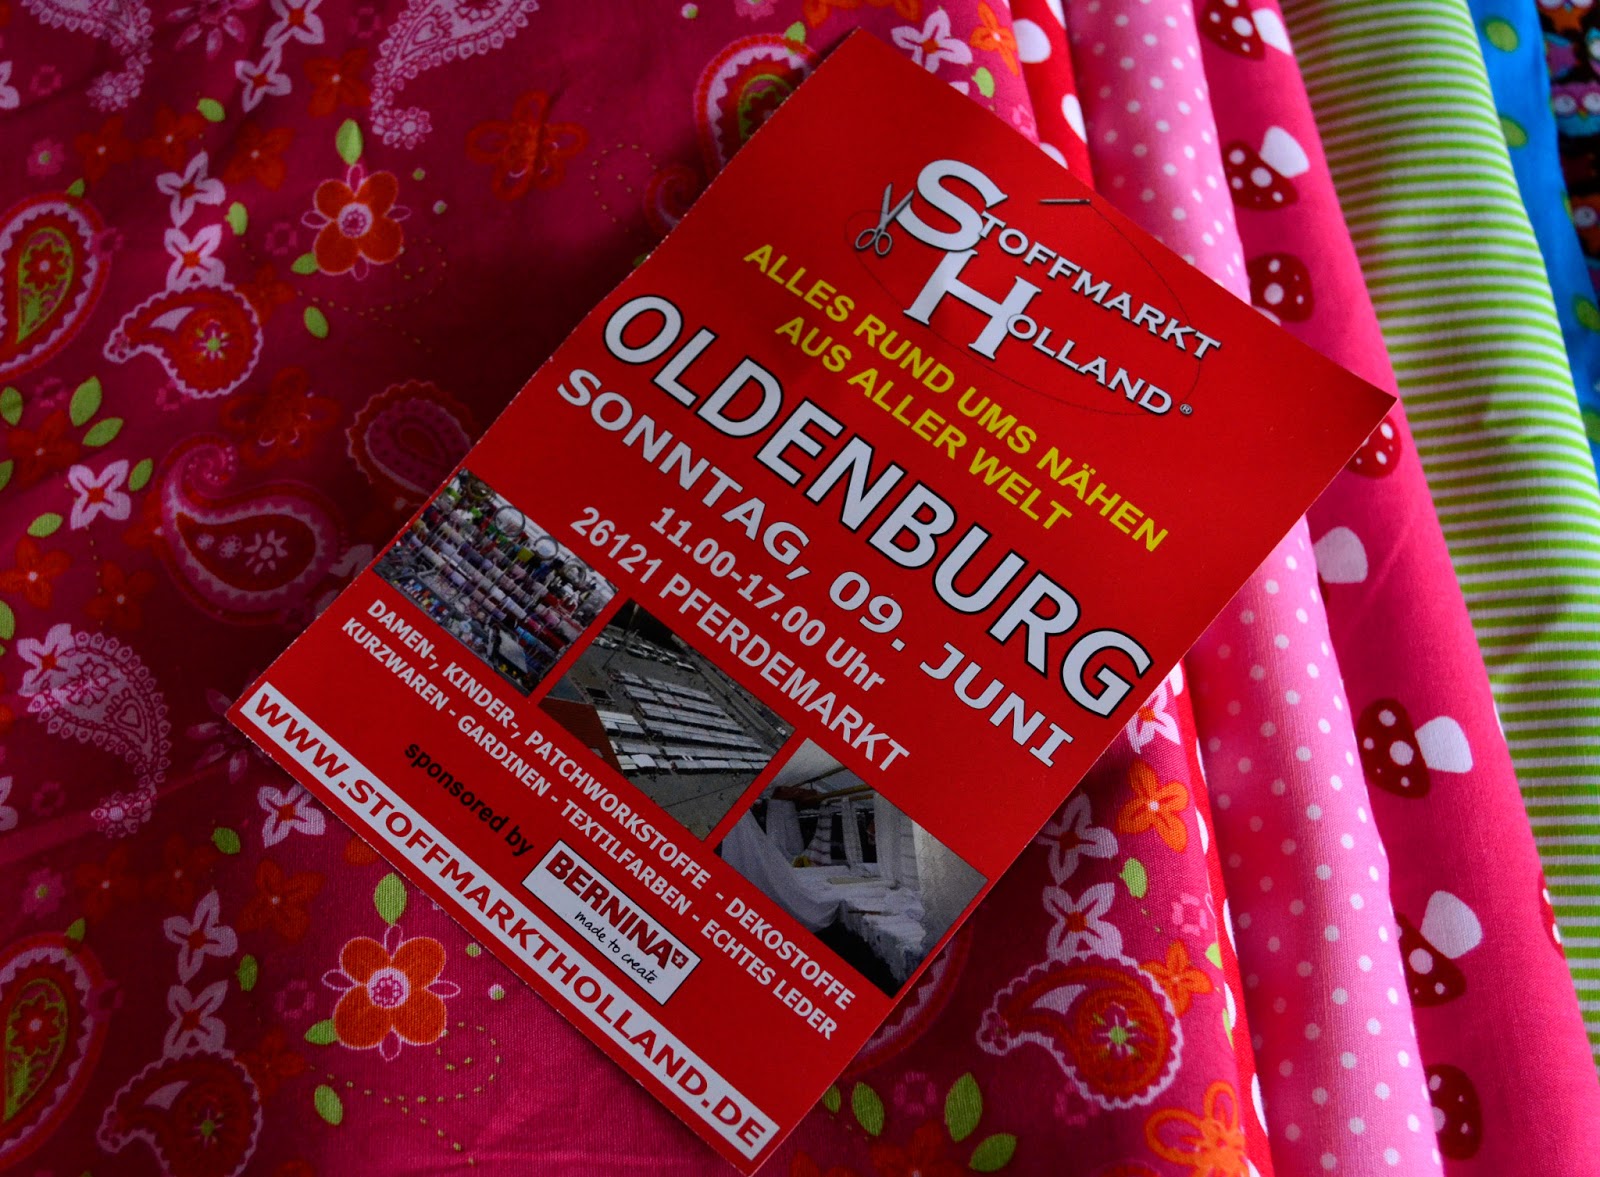 STOFFMARKT
HOLLAND®
ALLES RUND UMS NÄHEN
AUS ALLER WELT
OLDENBURG
SONNTAG, 09. JUNI
11.00-17.00 Uhr
26121 PFERDEMARKT
DAMEN-, KINDER-, PATCHWORKSTOFFE - DEKOSTOFFE
KURZWAREN - GARDINEN - TEXTILFARBEN - ECHTES LEDER
sponsored by
BERNINA
made to create
WWW.STOFFMARKTHOLLAND.DE